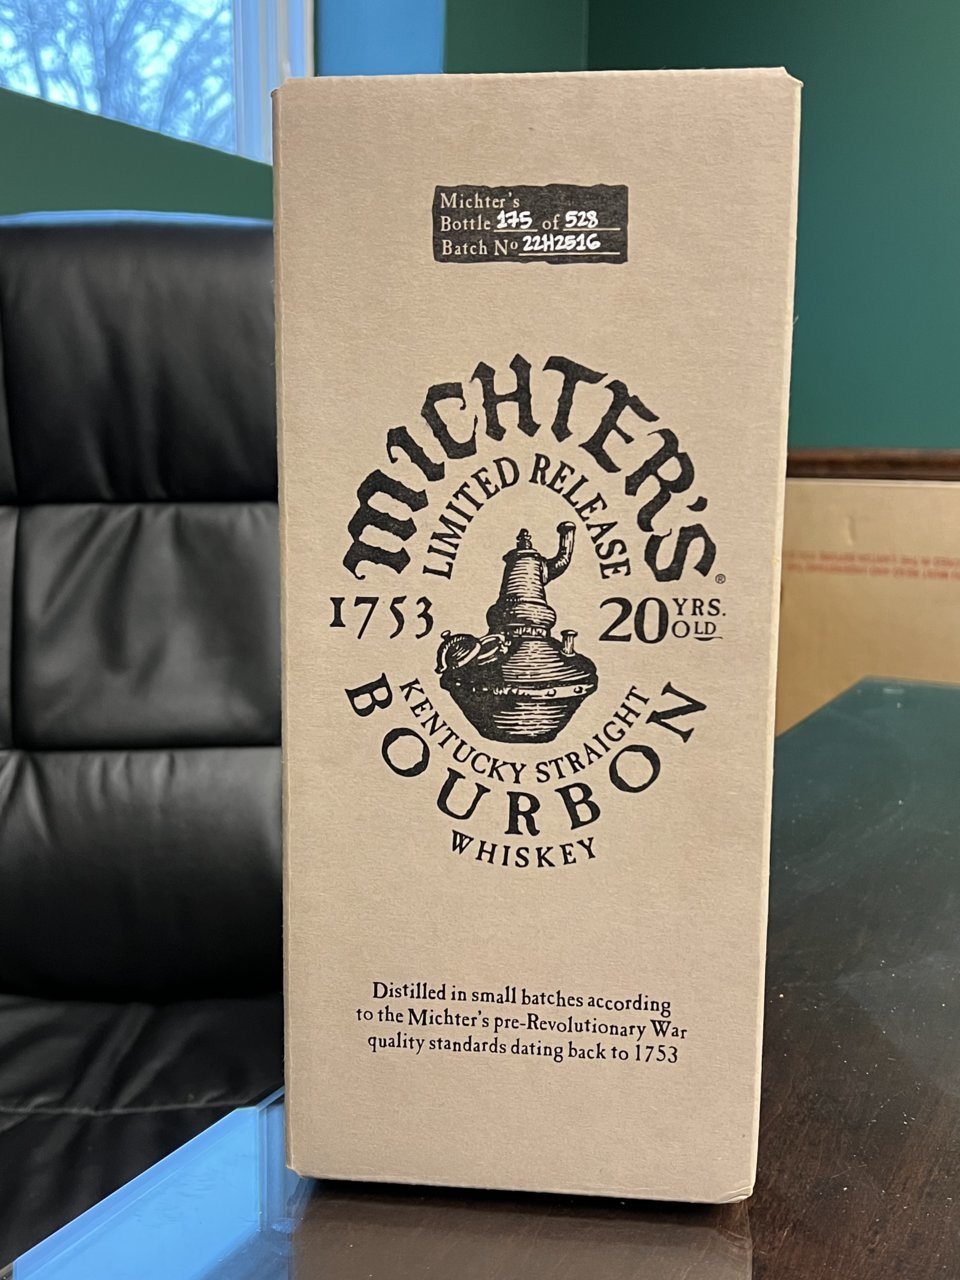 Michter's
Bottle 175 of 528
Batch Nº 22H2516
MICHTER'S®
LIMITED RELEASE
1753
20 YRS. OLD
KENTUCKY STRAIGHT
BOURBON
WHISKEY
Distilled in small batches according
to the Michter's pre-Revolutionary War
quality standards dating back to 1753